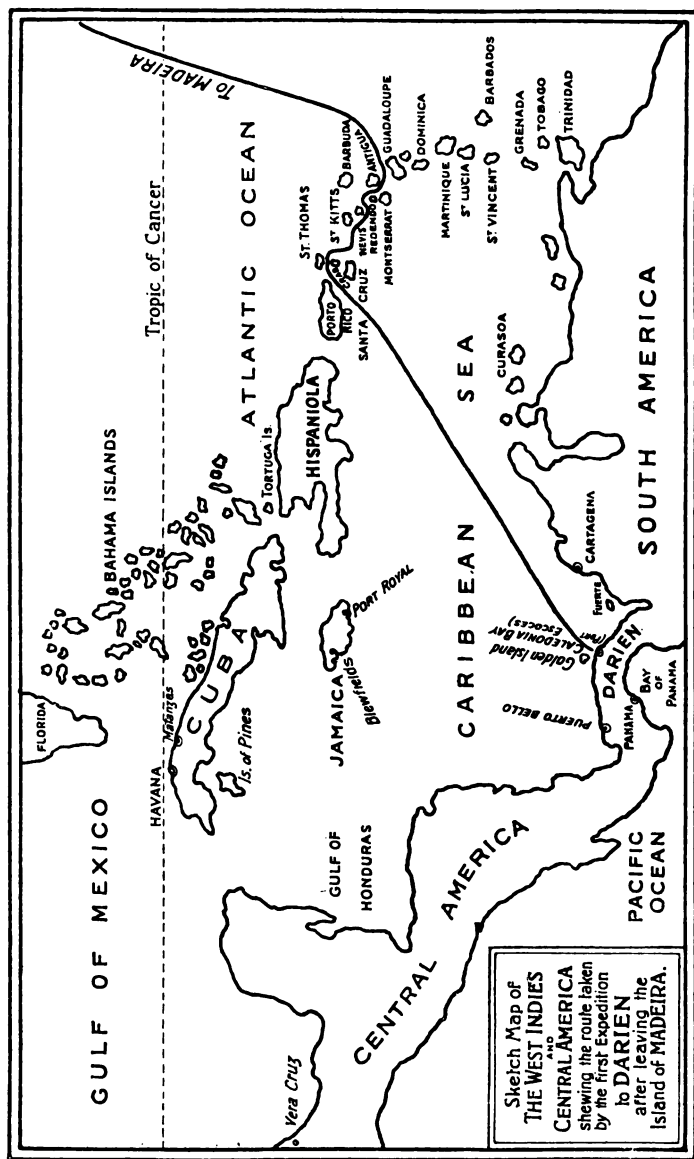 To MADEIRA
ATLANTIC OCEAN
Tropic of Cancer
BAHAMA ISLANDS
FLORIDA
GULF OF MEXICO
HAVANA
Matanzas
CUBA
Is. of Pines
TORTUGA Is.
HISPANIOLA
PORTO
RICO
ST. THOMAS
SANTA
CRUZ
ST KITTS
NEVIS
REDENDO
MONTSERRAT
BARBUDA
ANTIGUA
GUADALOUPE
DOMINICA
MARTINIQUE
ST LUCIA
ST VINCENT
BARBADOS
GRENADA
TOBAGO
TRINIDAD
JAMAICA
Blewfields
PORT ROYAL
CARIBBEAN SEA
CURASOA
SOUTH AMERICA
CARTAGENA
FUERTE
Golden Island
CALEDONIA BAY
(PORT
ESCOCES)
DARIEN
PUERTO BELLO
PANAMA
BAY
OF
PANAMA
GULF OF
HONDURAS
CENTRAL AMERICA
PACIFIC
OCEAN
Vera Cruz
Sketch Map of
THE WEST INDIES
AND
CENTRAL AMERICA
shewing the route taken
by the first Expedition
to DARIEN
after leaving the
Island of MADEIRA.